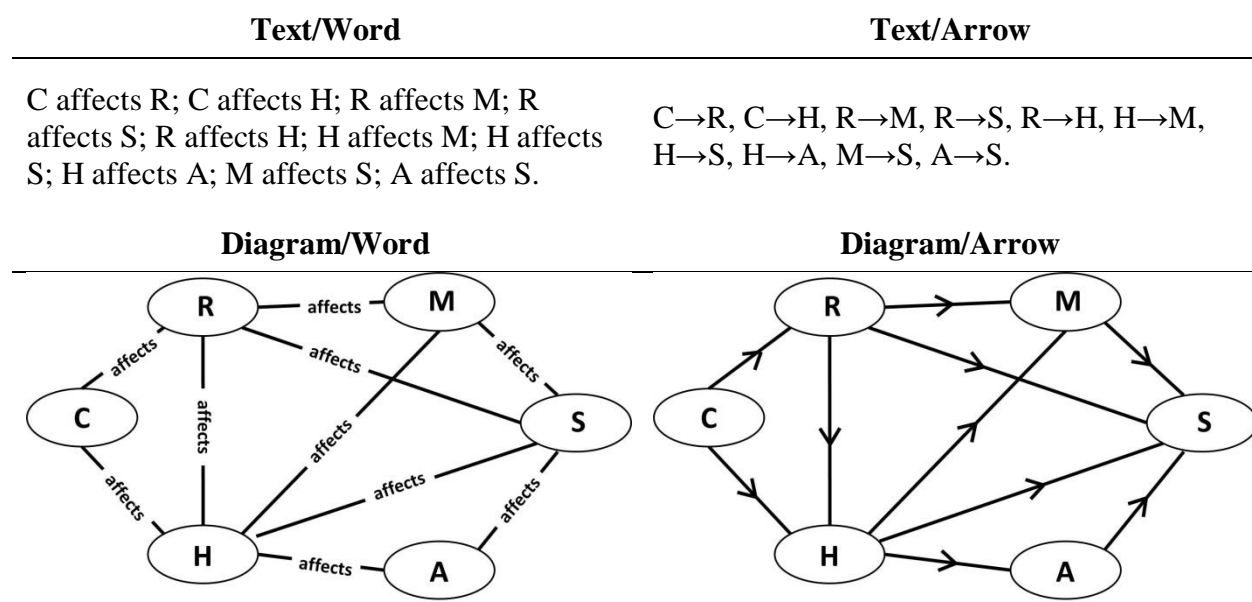 Text/Word
Text/Arrow
C affects R; C affects H; R affects M; R
affects S; R affects H; H affects M; H affects
S; H affects A; M affects S; A affects S.
C→R, C→H, R→M, R→S, R→H, H→M,
H→S, H→A, M→S, A→S.
Diagram/Word
Diagram/Arrow
R
affects
M
affects
affects
affects
C
affects
S
affects
affects
affects
affects
H
affects
A
R
M
C
S
H
A